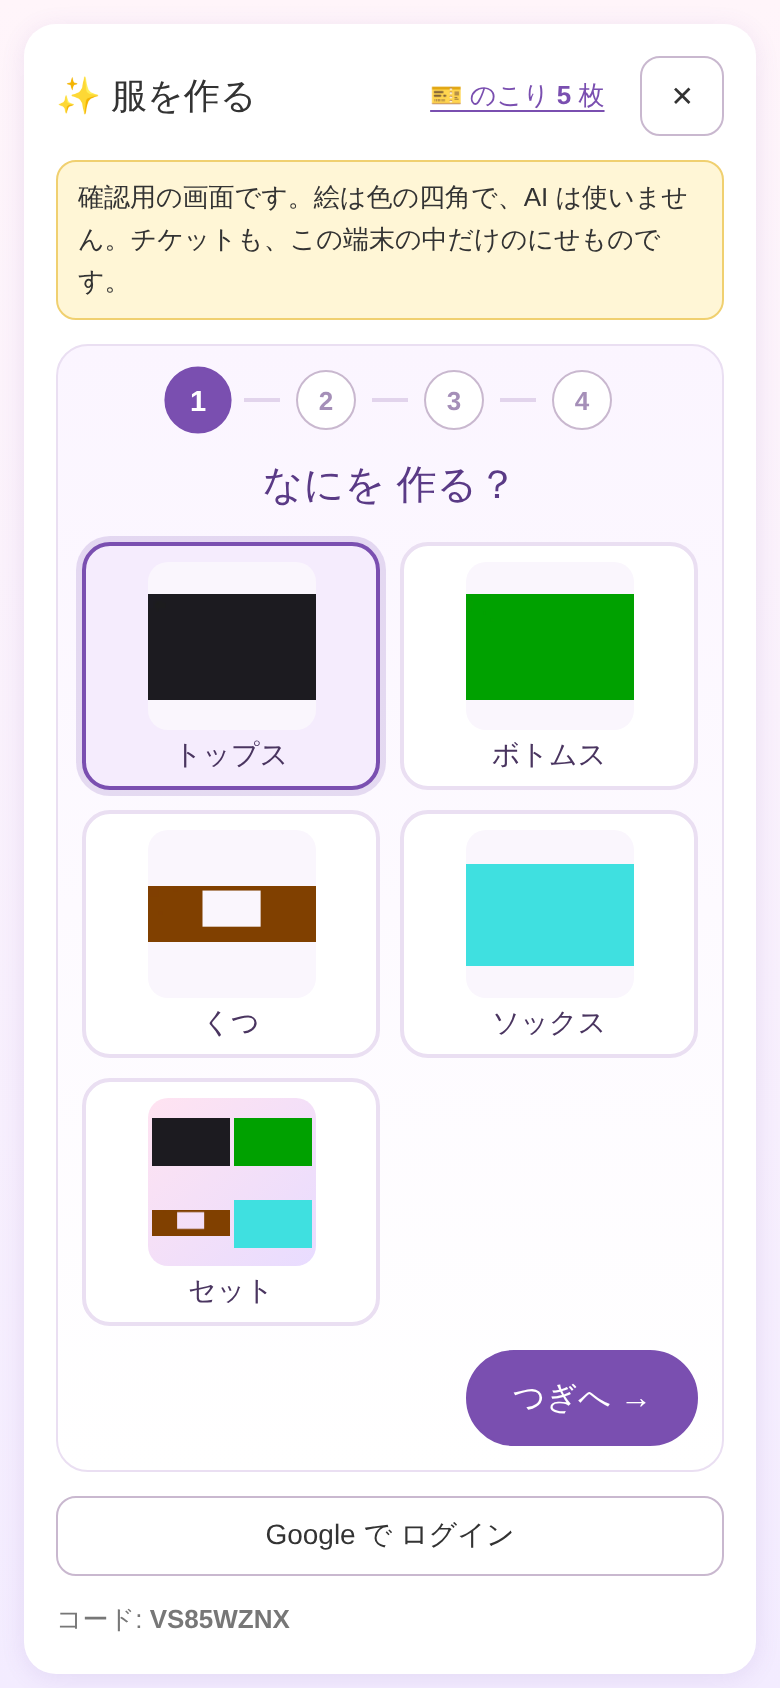 ✨ 服を作る
🎫 のこり 5 枚
✕
確認用の画面です。絵は色の四角で、AI は使いませ
ん。チケットも、この端末の中だけのにせもので
す。
1 2 3 4
なにを 作る？
トップス
ボトムス
くつ
ソックス
セット
つぎへ →
Google で ログイン
コード: VS85WZNX